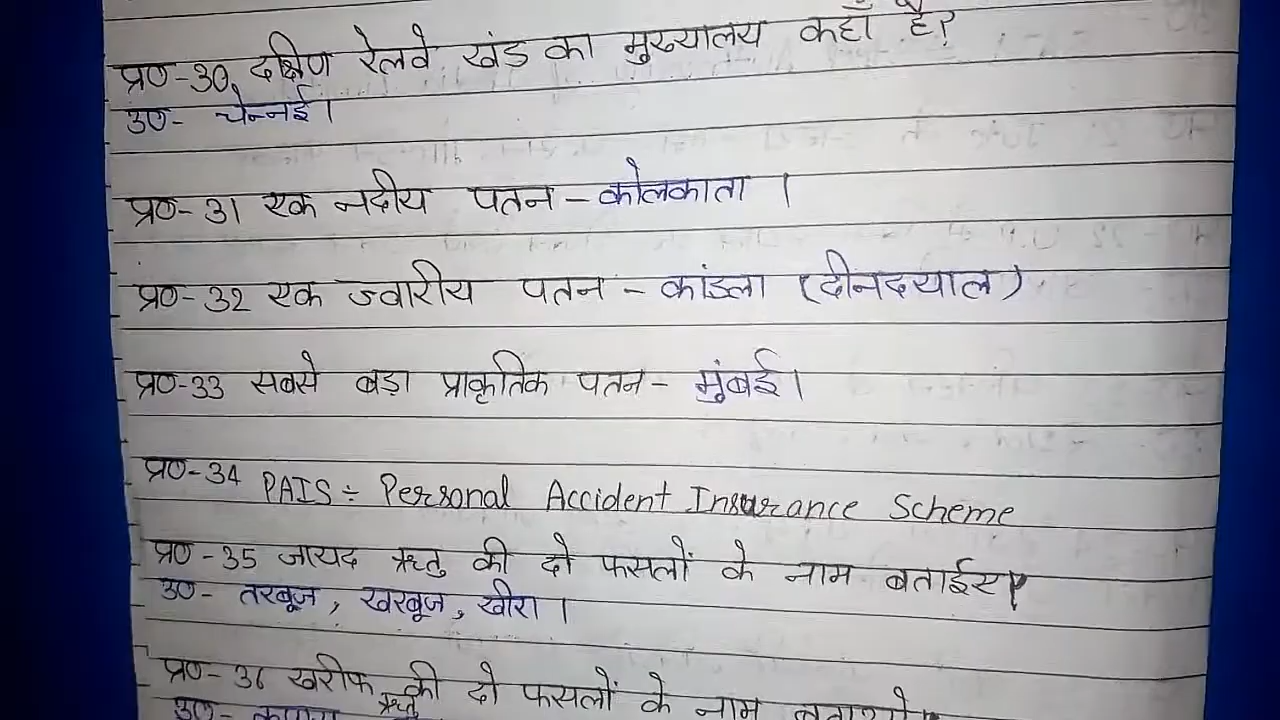 प्र०-30, दक्षिण रेलवे खंड का मुख्यालय कहाँ है?
उ०- चेन्नई।
प्र०-31 एक नदीय पतन - कोलकाता ।
प्र०-32 एक ज्वारीय पतन - कांडला (दीनदयाल)
प्र०-33 सबसे बड़ा प्राकृतिक पतन - मुंबई।
प्र०-34 PAIS ÷ Personal Accident Insurance Scheme
प्र०-35 जायद ऋतु की दो फसलों के नाम बताईए?
उ०- तरबूज, खरबूज, खीरा ।
प्र०-36 खरीफ ऋतु की दो फसलों के नाम
उ०-